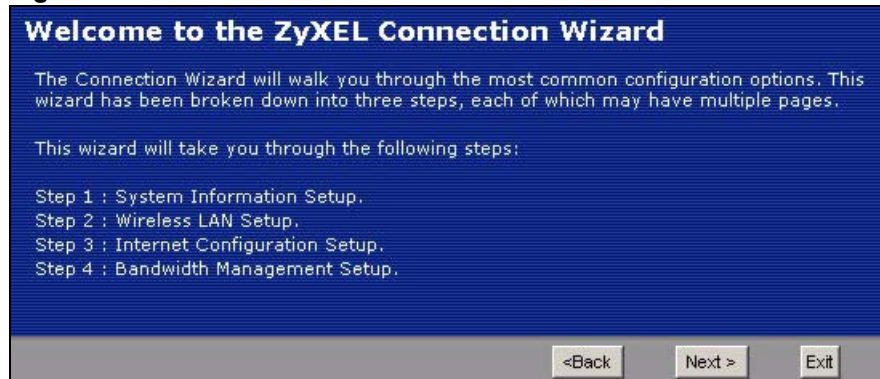 Welcome to the ZyXEL Connection Wizard
The Connection Wizard will walk you through the most common configuration options. This
wizard has been broken down into three steps, each of which may have multiple pages.
This wizard will take you through the following steps:
Step 1 : System Information Setup.
Step 2 : Wireless LAN Setup.
Step 3 : Internet Configuration Setup.
Step 4 : Bandwidth Management Setup.
<Back Next > Exit